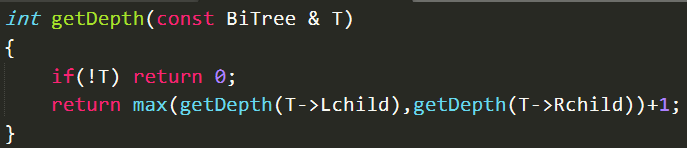 int getDepth(const BiTree & T)
{
    if(!T) return 0;
    return max(getDepth(T->Lchild),getDepth(T->Rchild))+1;
}